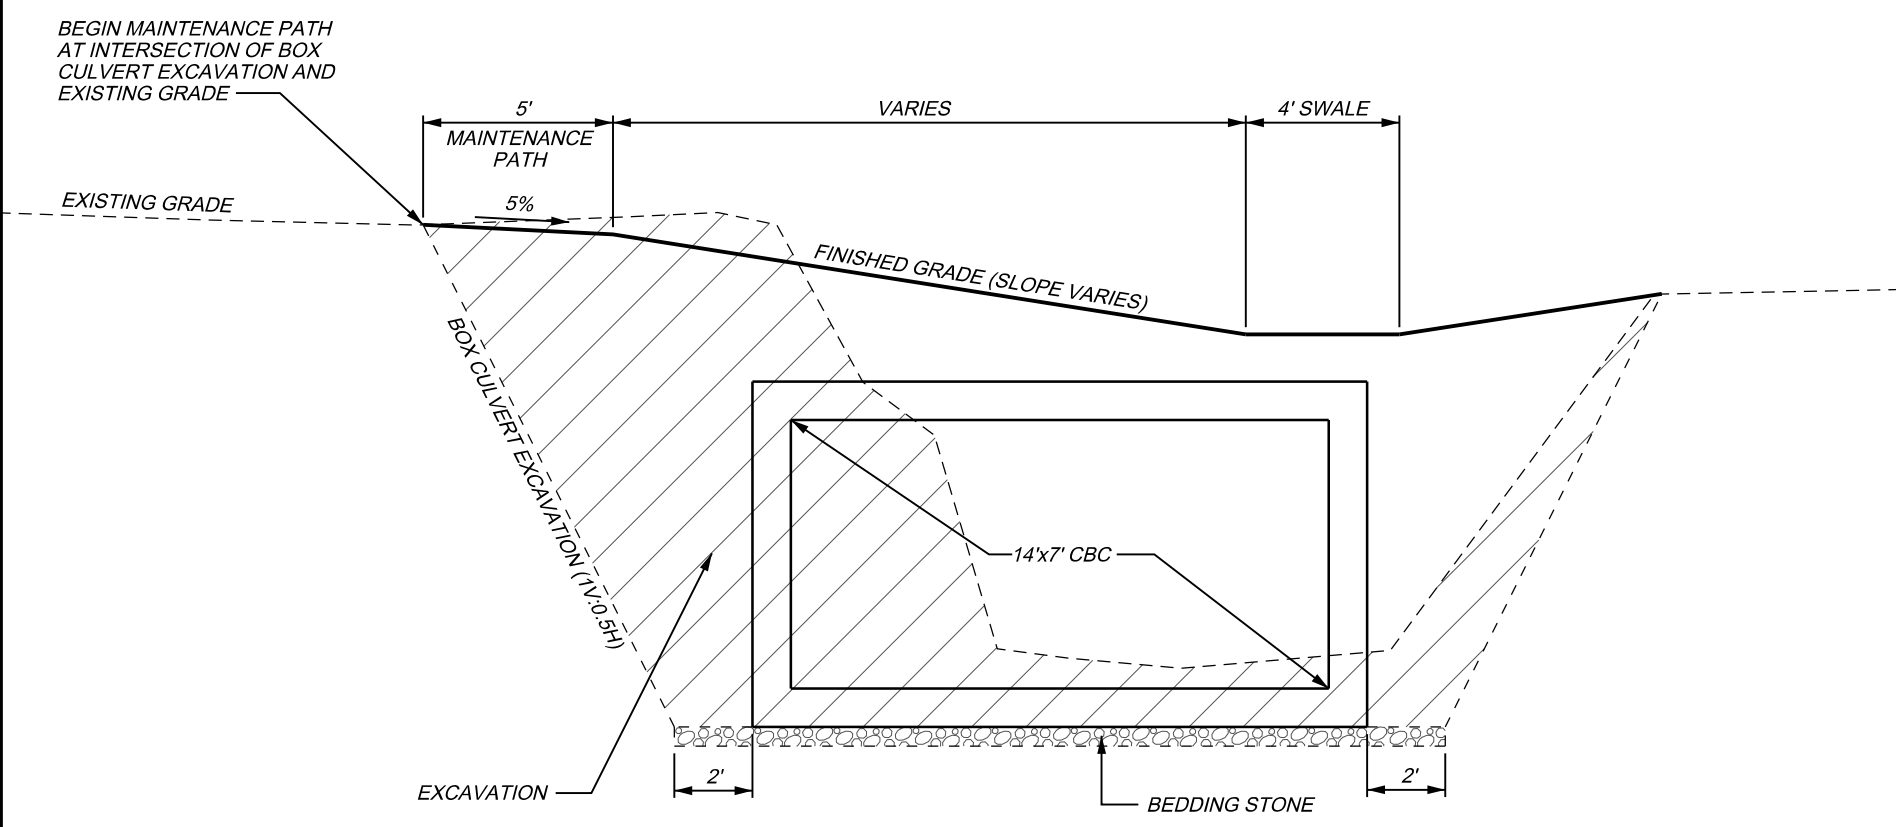 BEGIN MAINTENANCE PATH
AT INTERSECTION OF BOX
CULVERT EXCAVATION AND
EXISTING GRADE
5'
MAINTENANCE
PATH
VARIES
4' SWALE
EXISTING GRADE
5%
FINISHED GRADE (SLOPE VARIES)
BOX CULVERT EXCAVATION (1V:0.5H)
14'x7' CBC
2'
2'
EXCAVATION
BEDDING STONE